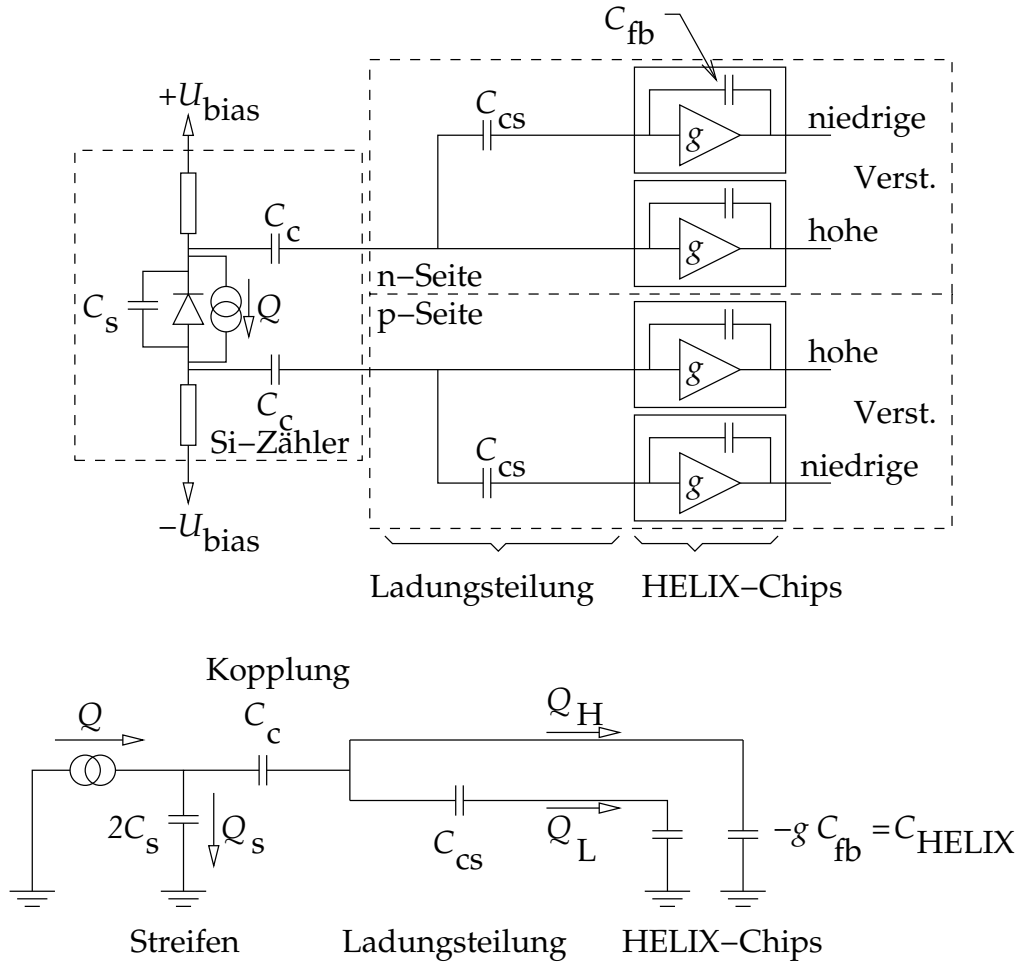 C_fb
+U_bias
C_cs
g
niedrige
Verst.
C_c
g
hohe
n−Seite
C_s
Q
p−Seite
g
hohe
C_c
Verst.
Si−Zähler
C_cs
g
niedrige
−U_bias
Ladungsteilung
HELIX−Chips
Kopplung
Q
C_c
Q_H
2C_s
Q_s
C_cs
Q_L
−g C_fb = C_HELIX
Streifen
Ladungsteilung
HELIX−Chips